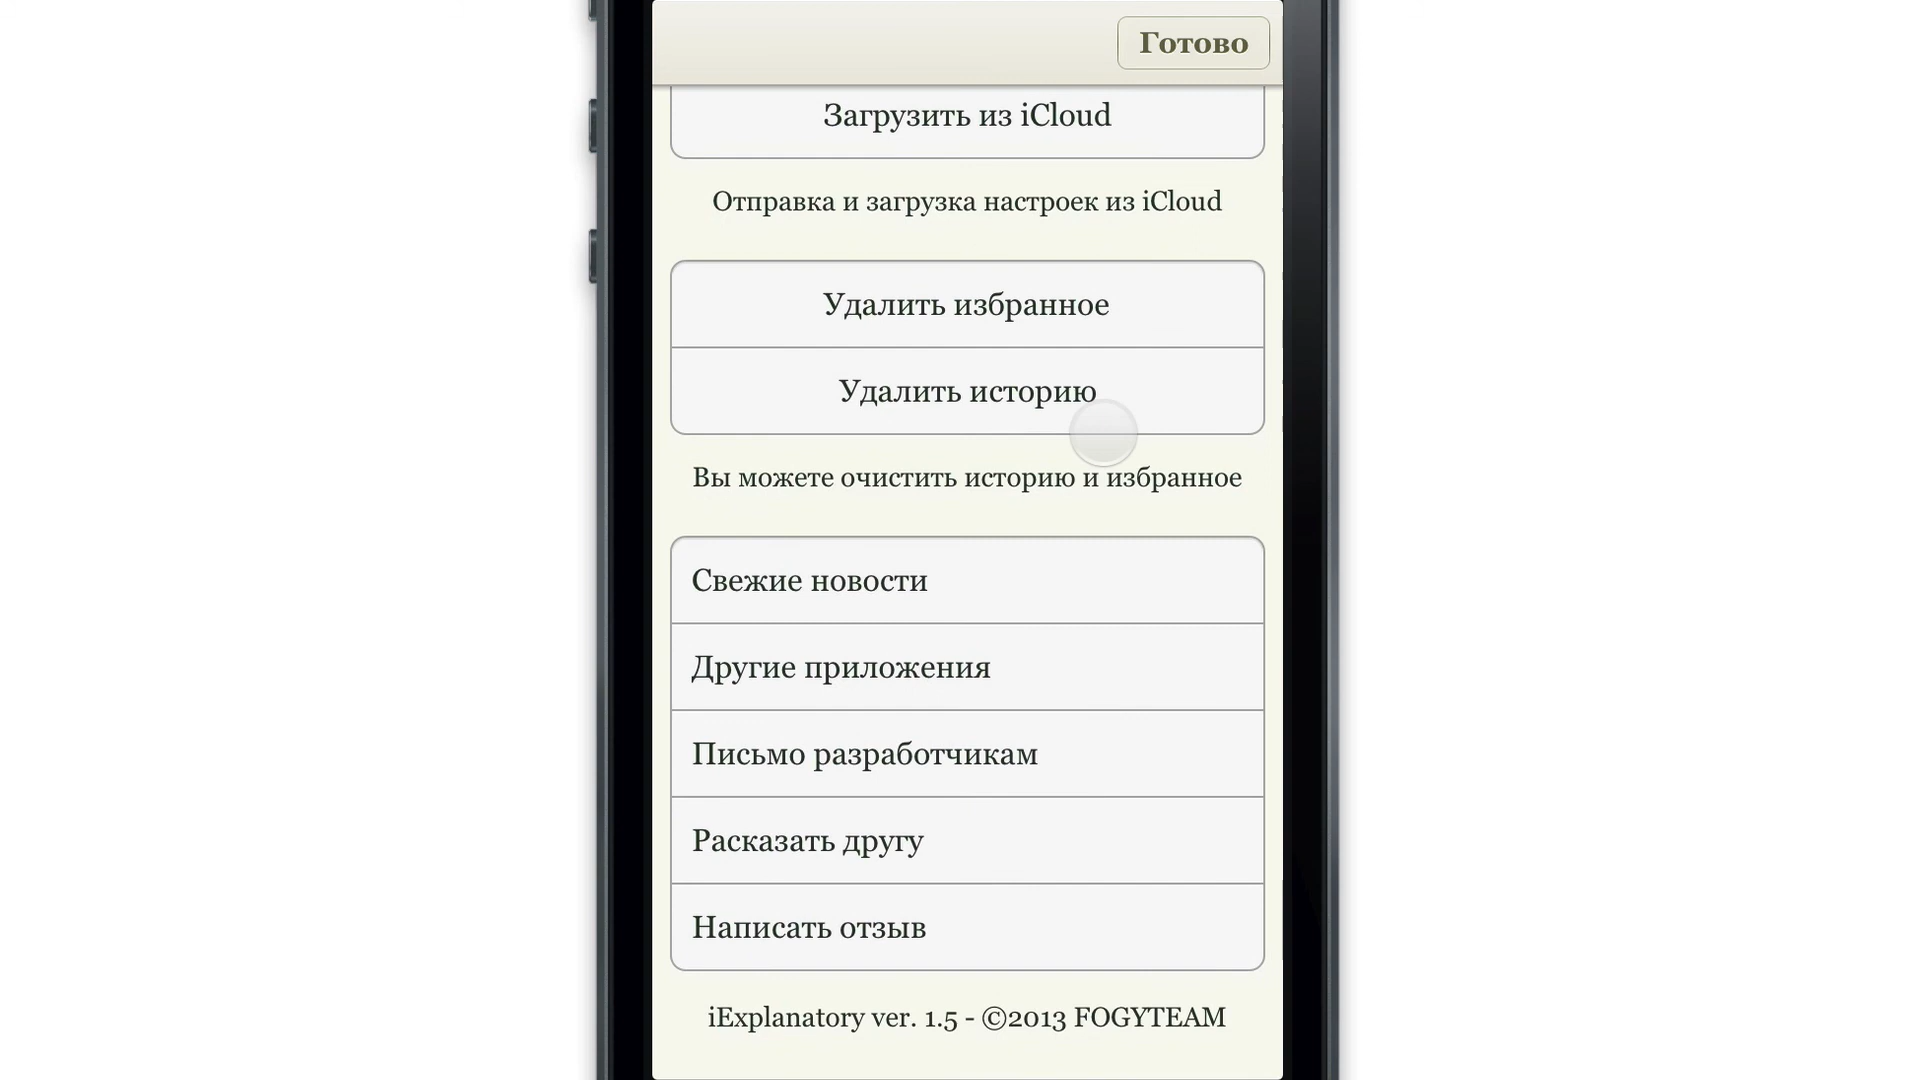 Готово
Загрузить из iCloud
Отправка и загрузка настроек из iCloud
Удалить избранное
Удалить историю
Вы можете очистить историю и избранное
Свежие новости
Другие приложения
Письмо разработчикам
Расказать другу
Написать отзыв
iExplanatory ver. 1.5 - ©2013 FOGYTEAM